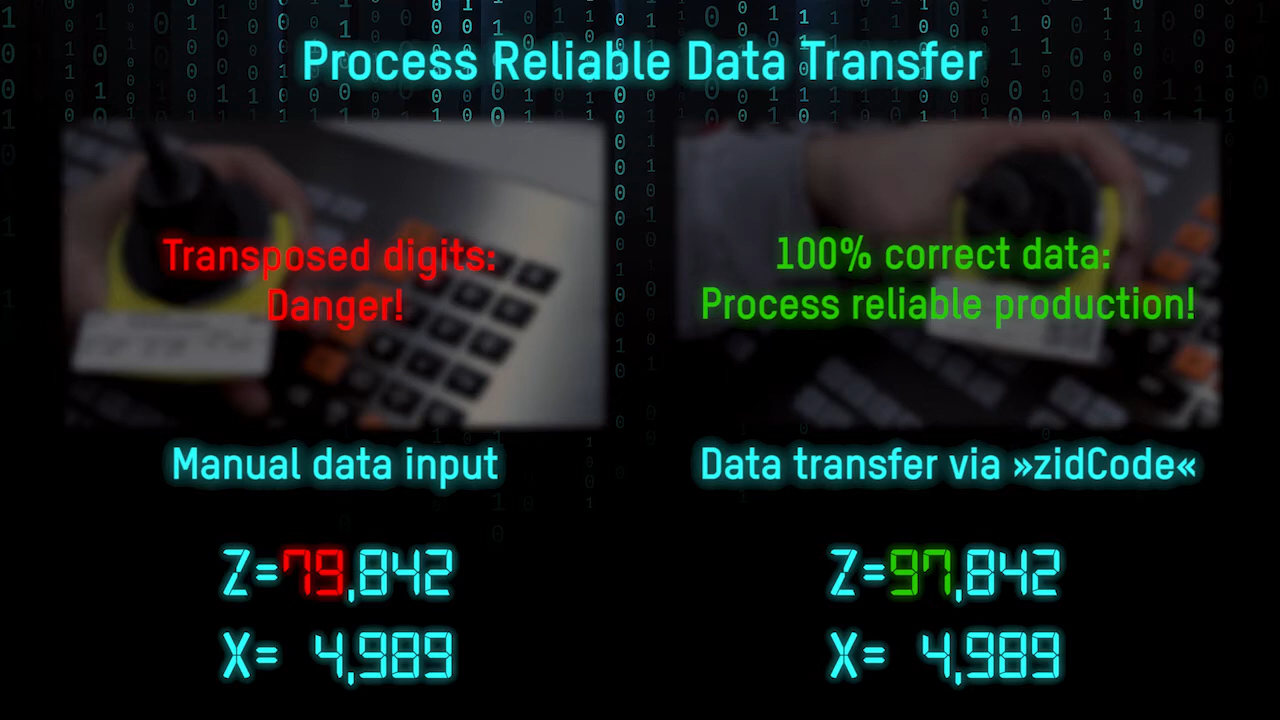 Process Reliable Data Transfer
Transposed digits:
Danger!
Manual data input
Z=79,842
X= 4,989
100% correct data:
Process reliable production!
Data transfer via »zidCode«
Z=97,842
X= 4,989